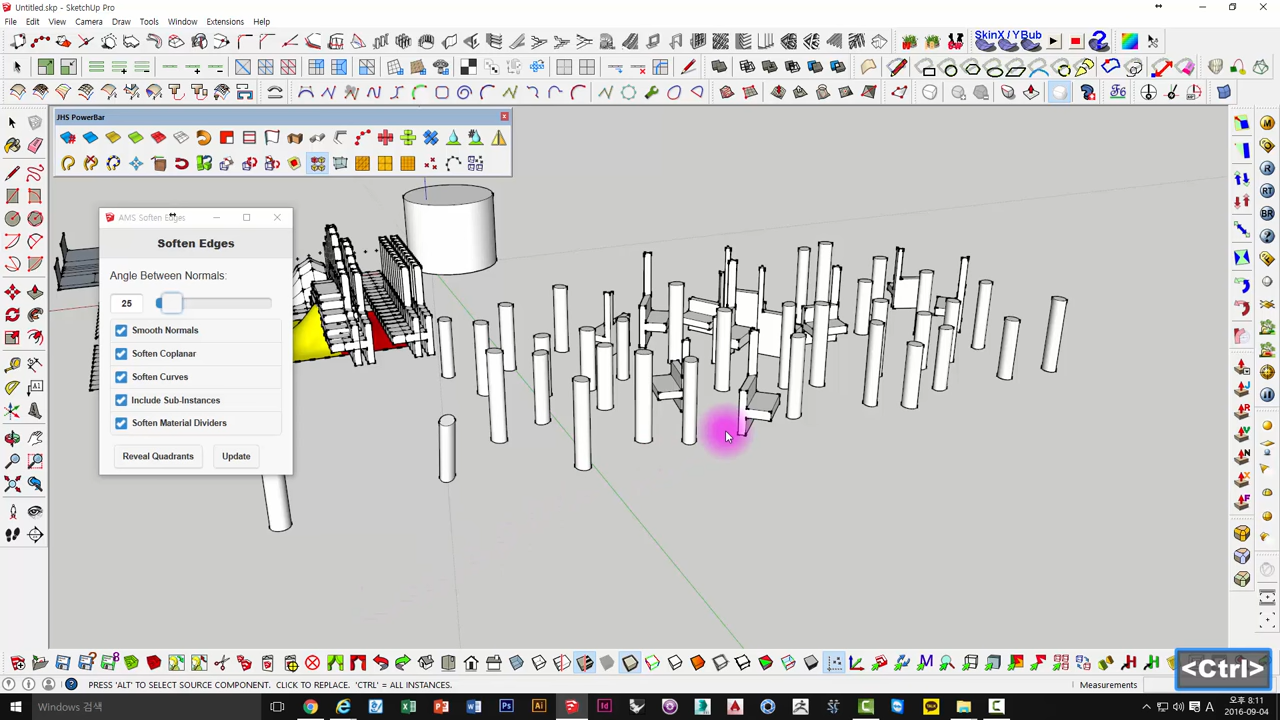 Untitled.skp - SketchUp Pro
File Edit View Camera Draw Tools Window Extensions Help
SkinX / YBub
JHS PowerBar
AMS Soften Edges
Soften Edges
Angle Between Normals:
25
Smooth Normals
Soften Coplanar
Soften Curves
Include Sub-Instances
Soften Material Dividers
Reveal Quadrants Update
PRESS 'ALT' TO SELECT SOURCE COMPONENT. CLICK TO REPLACE. 'CTRL' = ALL INSTANCES.
Measurements
<Ctrl>
Windows 검색
오후 8:11
2016-09-04